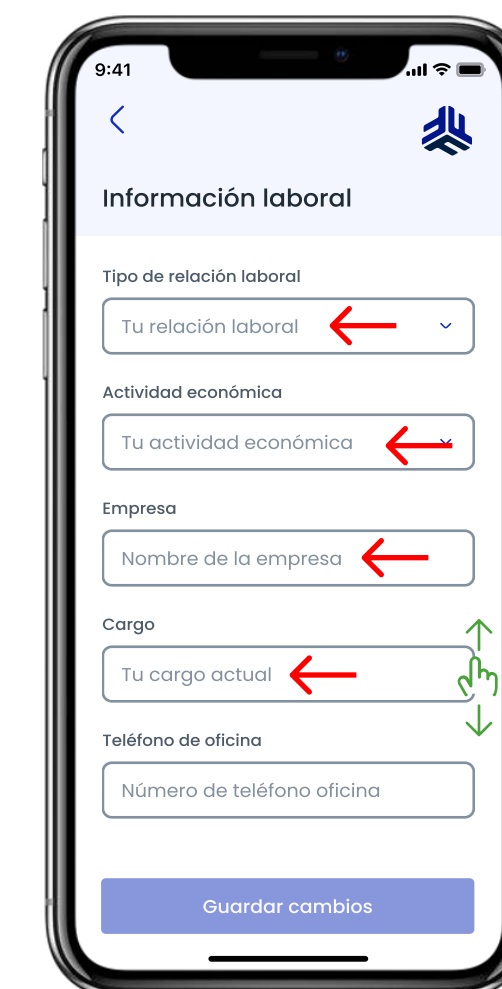 9:41
Información laboral
Tipo de relación laboral
Tu relación laboral
Actividad económica
Tu actividad económica
Empresa
Nombre de la empresa
Cargo
Tu cargo actual
Teléfono de oficina
Número de teléfono oficina
Guardar cambios